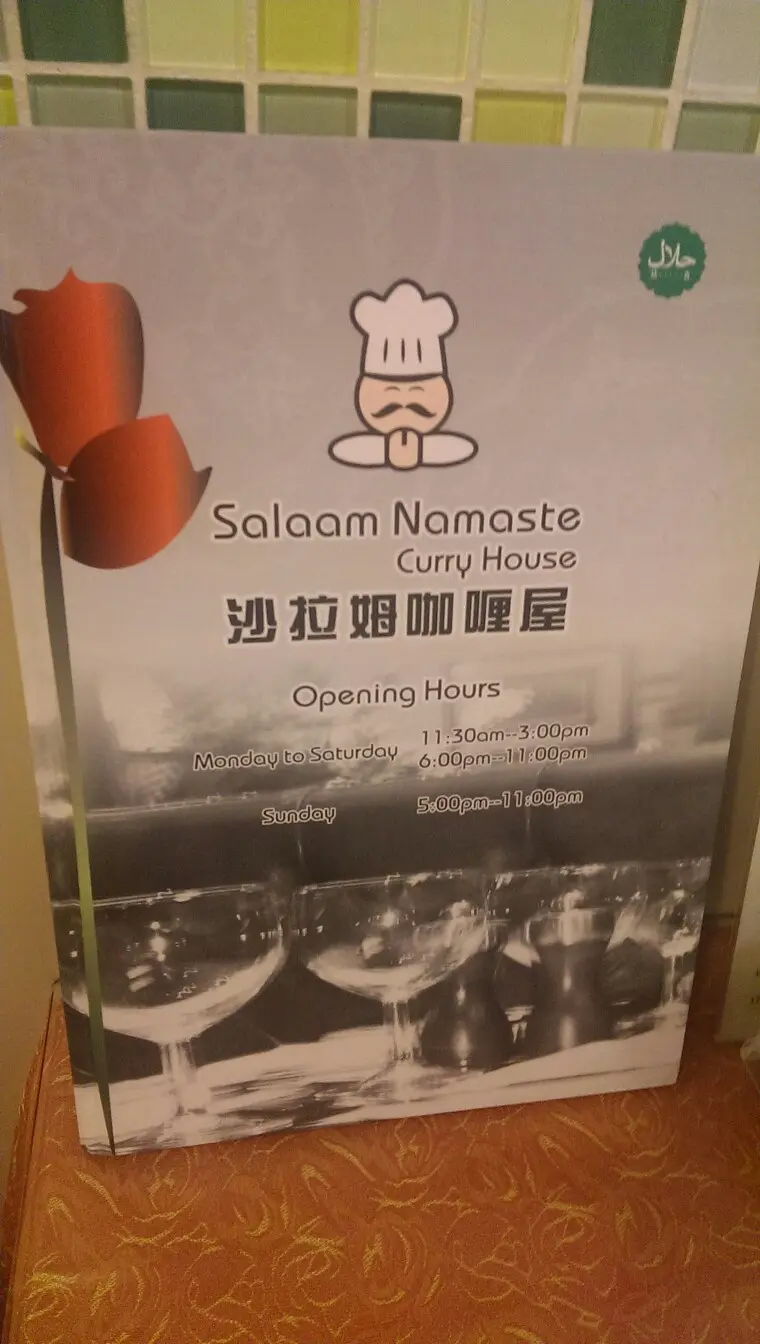 حلال
Salaam Namaste
Curry House
沙拉姆咖喱屋
Opening Hours
Monday to Saturday 11:30am--3:00pm
6:00pm--11:00pm
Sunday 5:00pm--11:00pm